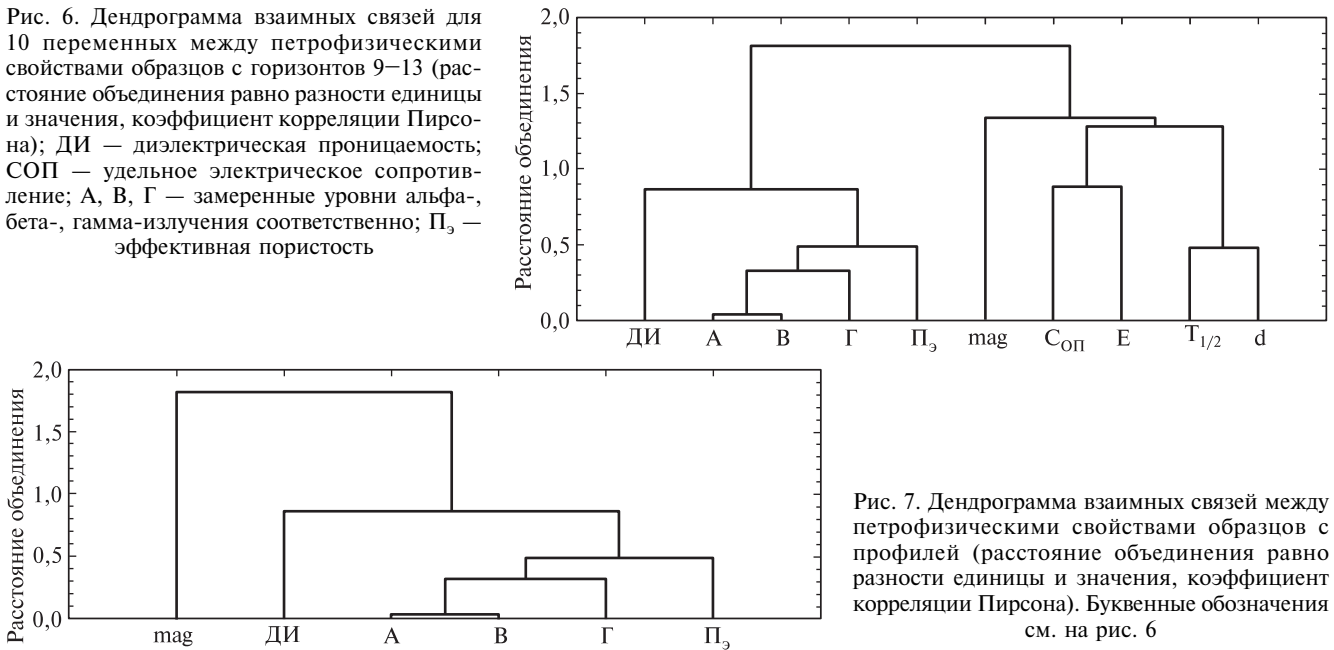 Рис. 6. Дендрограмма взаимных связей для
10 переменных между петрофизическими
свойствами образцов с горизонтов 9—13 (рас-
стояние объединения равно разности единицы
и значения, коэффициент корреляции Пирсо-
на); ДИ — диэлектрическая проницаемость;
СОП — удельное электрическое сопротив-
ление; А, В, Г — замеренные уровни альфа-,
бета-, гамма-излучения соответственно; Пэ —
эффективная пористость
Расстояние объединения
2,0
1,5
1,0
0,5
0,0
ДИ А В Г Пэ mag СОП E T1/2 d
Расстояние объединения
2,0
1,5
1,0
0,5
0,0
mag ДИ А В Г Пэ
Рис. 7. Дендрограмма взаимных связей между
петрофизическими свойствами образцов с
профилей (расстояние объединения равно
разности единицы и значения, коэффициент
корреляции Пирсона). Буквенные обозначения
см. на рис. 6